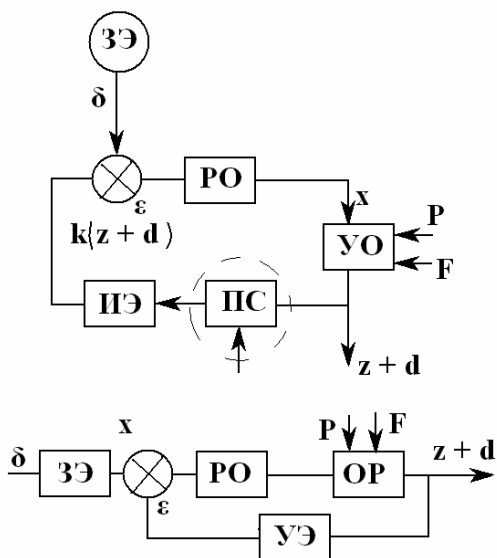 ЗЭ
δ
РО
ε
x
P
k(z + d)
УО
F
ИЭ
ПС
z + d
x
P
F
z + d
δ
ЗЭ
РО
ОР
ε
УЭ